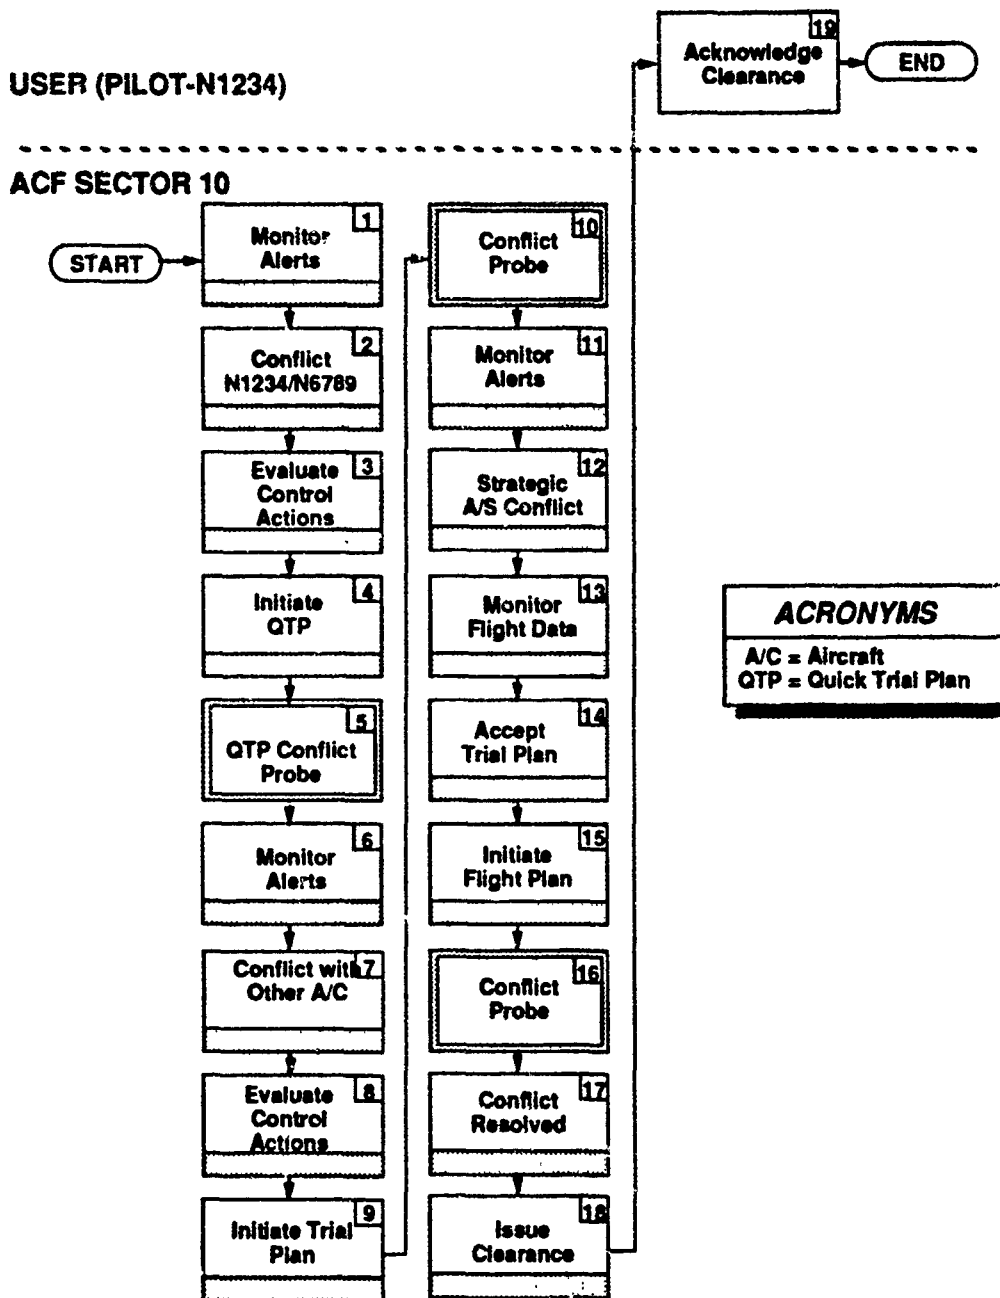 19
Acknowledge
Clearance
END
USER (PILOT-N1234)
ACF SECTOR 10
START
1
Monitor
Alerts
2
Conflict
N1234/N6789
3
Evaluate
Control
Actions
4
Initiate
QTP
5
QTP Conflict
Probe
6
Monitor
Alerts
7
Conflict with
Other A/C
8
Evaluate
Control
Actions
9
Initiate Trial
Plan
10
Conflict
Probe
11
Monitor
Alerts
12
Strategic
A/S Conflict
13
Monitor
Flight Data
14
Accept
Trial Plan
15
Initiate
Flight Plan
16
Conflict
Probe
17
Conflict
Resolved
18
Issue
Clearance
ACRONYMS
A/C = Aircraft
QTP = Quick Trial Plan